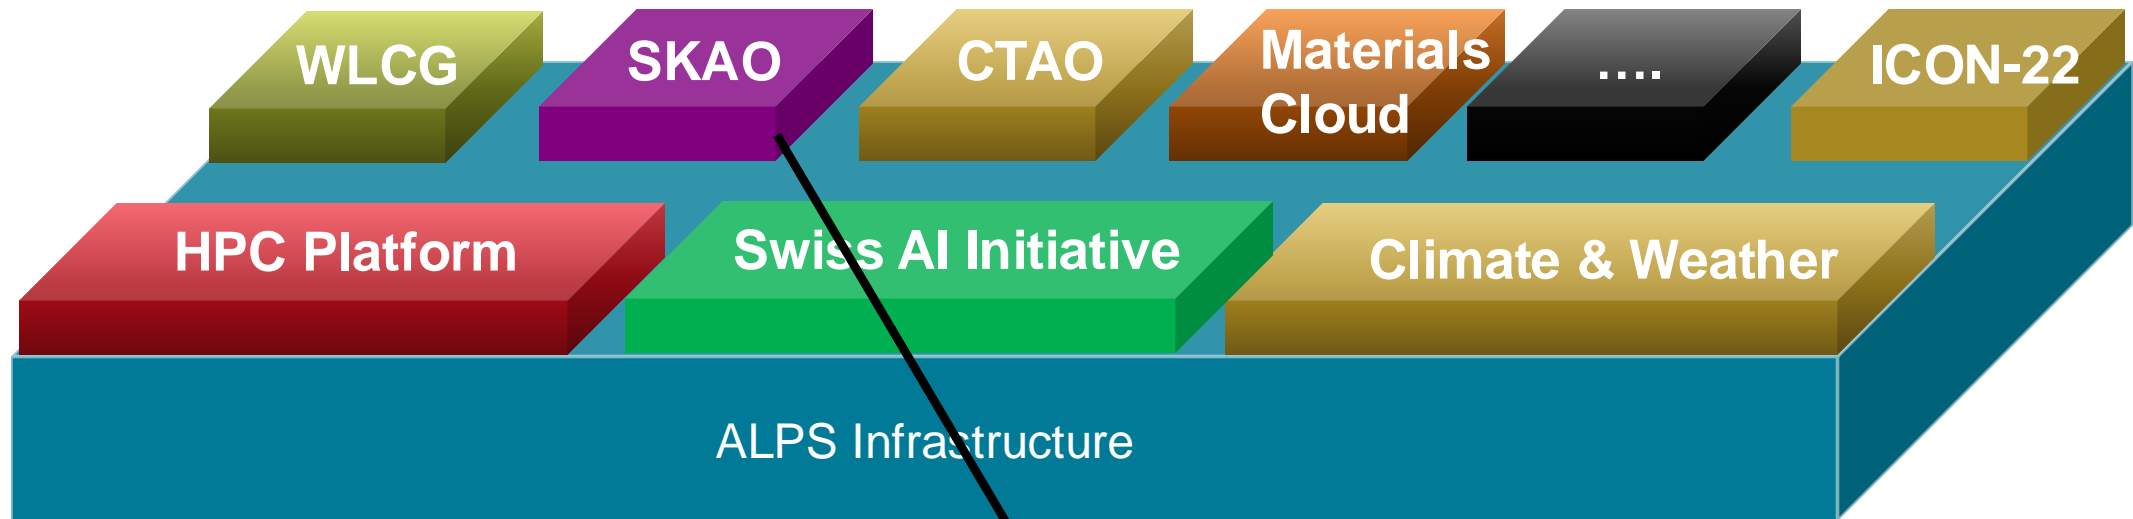 WLCG
SKAO
CTAO
Materials
Cloud
....
ICON-22
HPC Platform
Swiss AI Initiative
Climate & Weather
ALPS Infrastructure